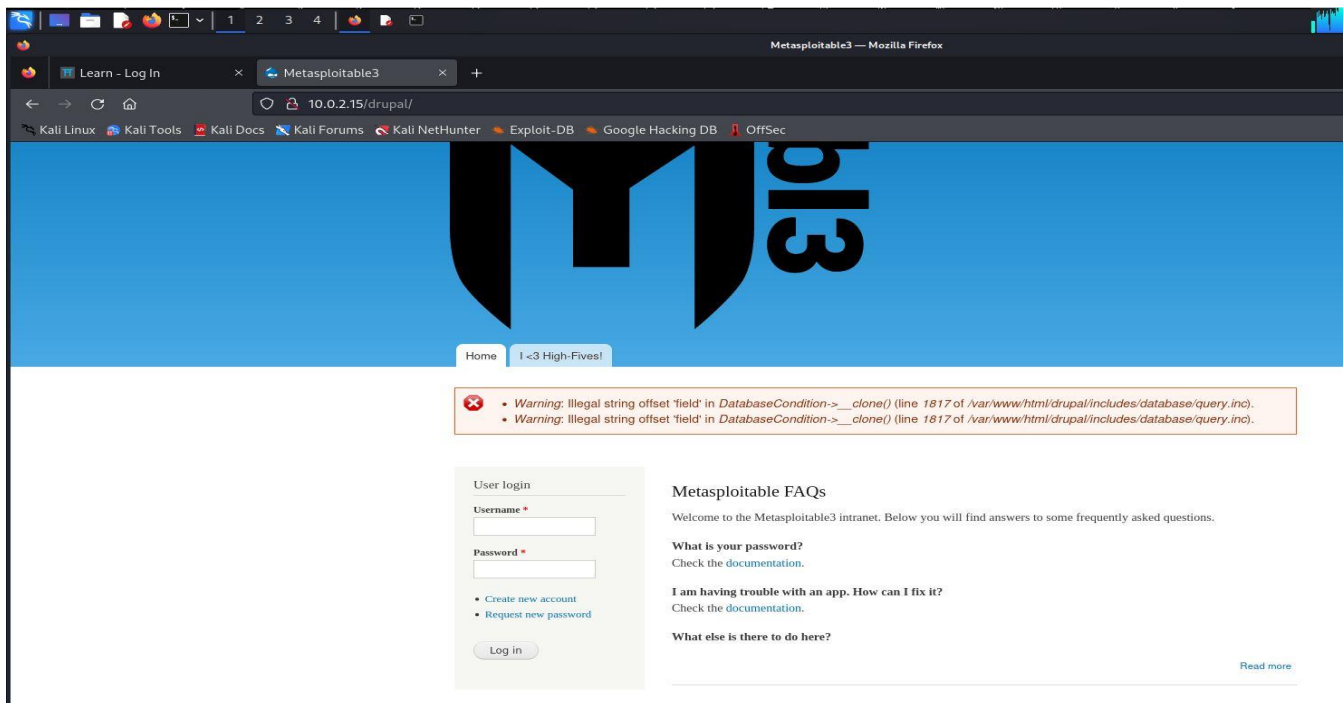 1 2 3 4
Metasploitable3 — Mozilla Firefox
Learn - Log In
Metasploitable3
10.0.2.15/drupal/
Kali Linux Kali Tools Kali Docs Kali Forums Kali NetHunter Exploit-DB Google Hacking DB OffSec
bl3
Home I <3 High-Fives!
• Warning: Illegal string offset 'field' in DatabaseCondition->__clone() (line 1817 of /var/www/html/drupal/includes/database/query.inc).
• Warning: Illegal string offset 'field' in DatabaseCondition->__clone() (line 1817 of /var/www/html/drupal/includes/database/query.inc).
User login
Username *
Password *
• Create new account
• Request new password
Log in
Metasploitable FAQs
Welcome to the Metasploitable3 intranet. Below you will find answers to some frequently asked questions.
What is your password?
Check the documentation.
I am having trouble with an app. How can I fix it?
Check the documentation.
What else is there to do here?
Read more